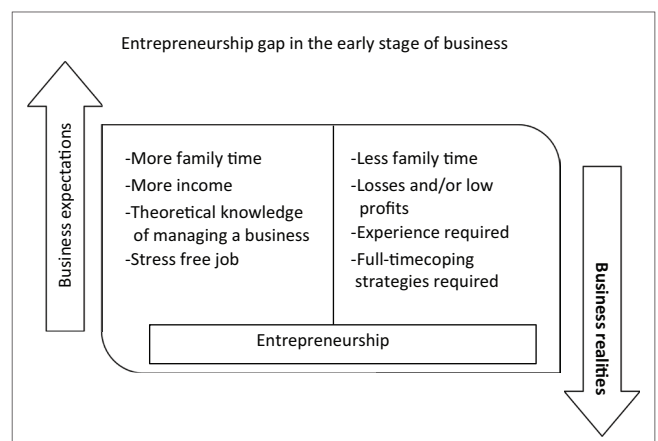 Entrepreneurship gap in the early stage of business
Business expectations
-More family time
-More income
-Theoretical knowledge
of managing a business
-Stress free job
-Less family time
-Losses and/or low
profits
-Experience required
-Full-timecoping
strategies required
Business realities
Entrepreneurship